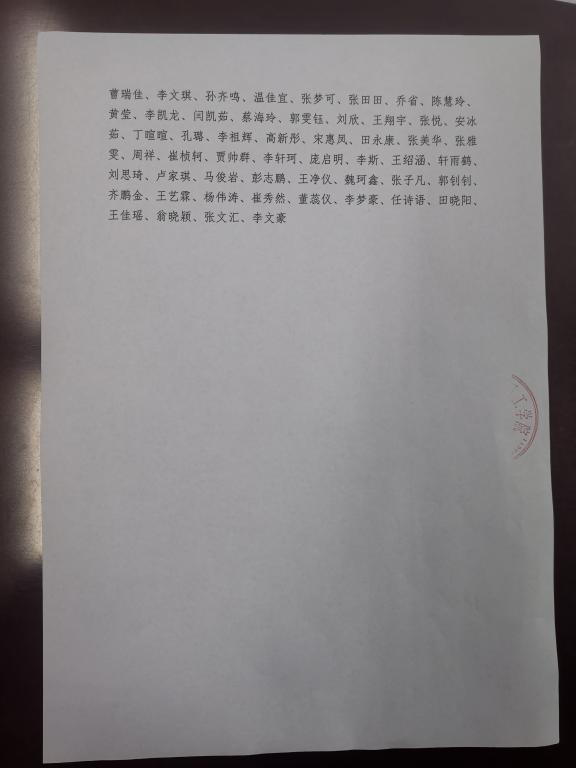 曹瑞佳、李文琪、孙齐鸣、温佳宜、张梦可、张田田、乔省、陈慧玲、
黄莹、李凯龙、闫凯茹、蔡海玲、郭雯钰、刘欣、王翔宇、张悦、安冰
茹、丁暄暄、孔璐、李祖辉、高新彤、宋惠凤、田永康、张美华、张雅
雯、周祥、崔桢轲、贾帅群、李轩珂、庞启明、李斯、王绍涵、轩雨鹤、
刘思琦、卢家琪、马俊岩、彭志鹏、王净仪、魏珂鑫、张子凡、郭钊钊、
齐鹏金、王艺霖、杨伟涛、崔秀然、董蕊仪、李梦豪、任诗语、田晓阳、
王佳瑶、翁晓颖、张文汇、李文豪
工学院